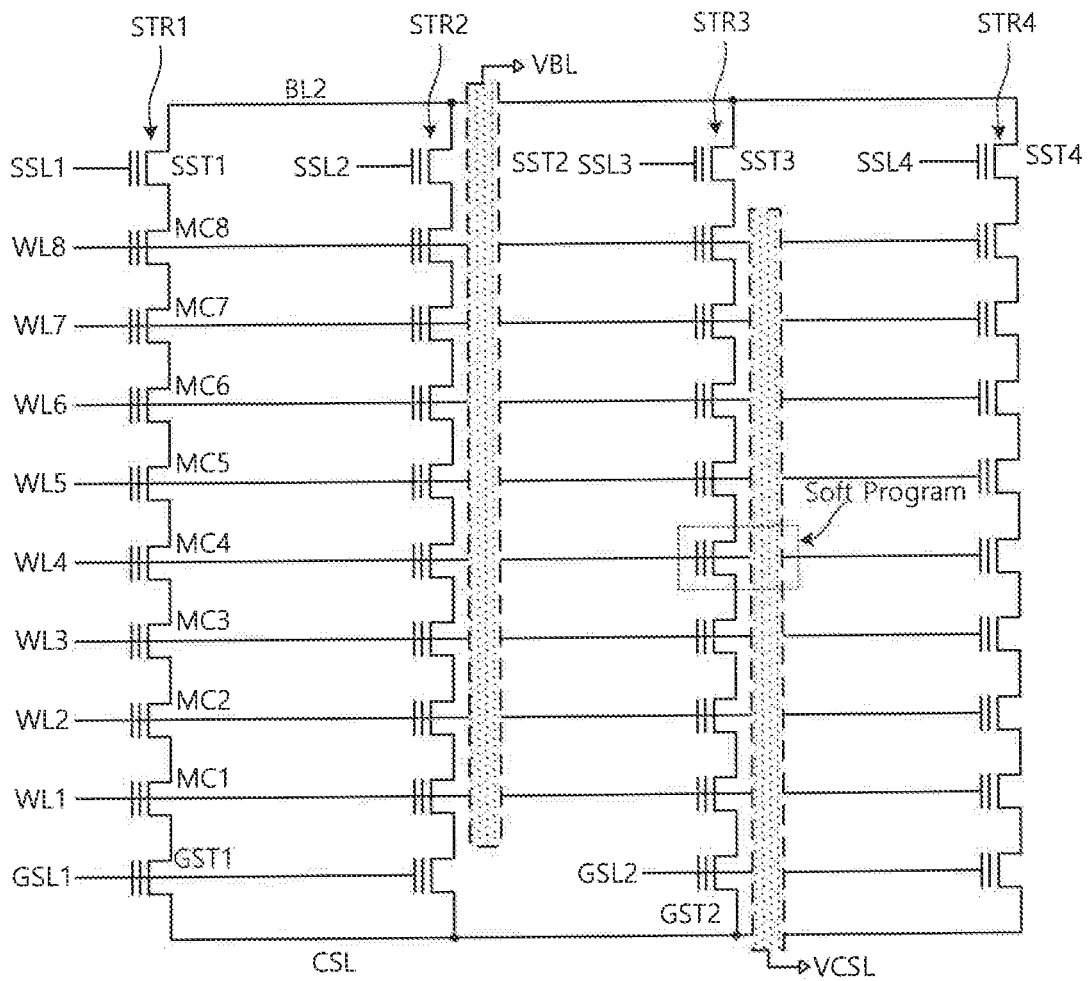 STR1 STR2 STR3 STR4
VBL
BL2
SSL1 SST1 SSL2 SST2 SSL3 SST3 SSL4 SST4
MC8
WL8
MC7
WL7
MC6
WL6
MC5
WL5
Soft Program
MC4
WL4
MC3
WL3
MC2
WL2
MC1
WL1
GST1
GSL1 GSL2
GST2
CSL VCSL